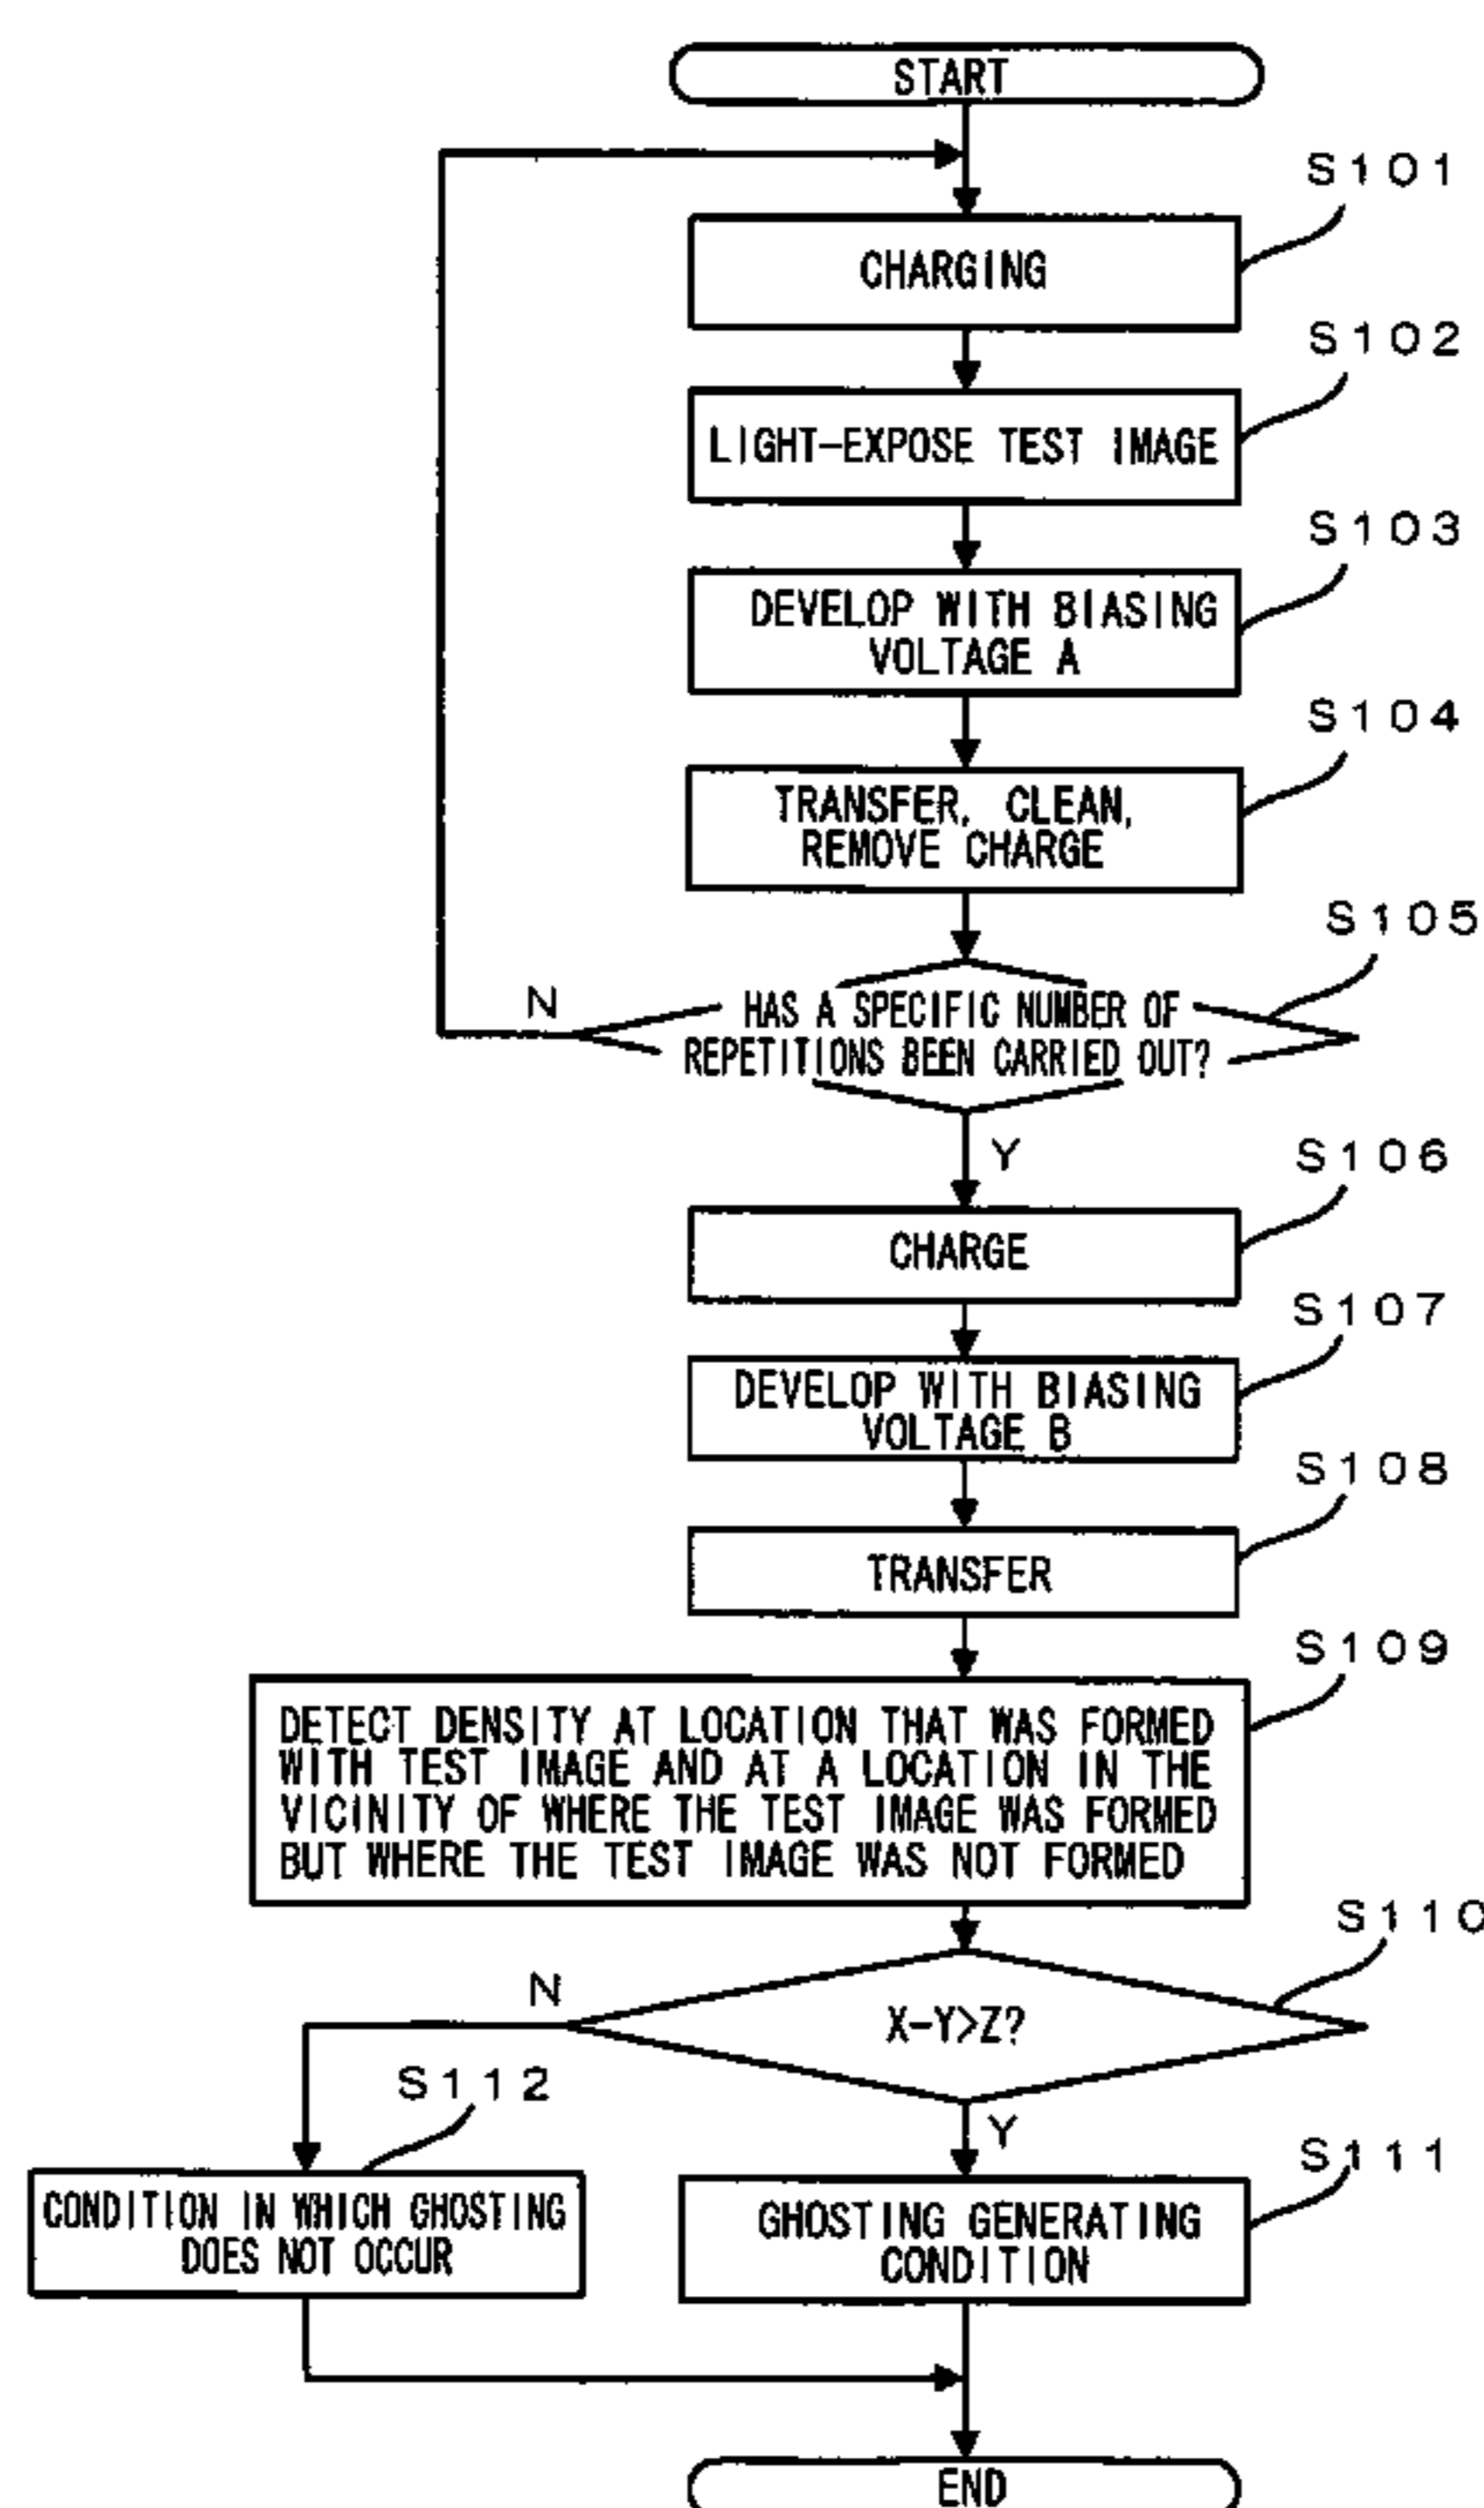 START
S101
CHARGING
S102
LIGHT-EXPOSE TEST IMAGE
S103
DEVELOP WITH BIASING
VOLTAGE A
S104
TRANSFER, CLEAN,
REMOVE CHARGE
S105
N
HAS A SPECIFIC NUMBER OF
REPETITIONS BEEN CARRIED OUT?
Y
S106
CHARGE
S107
DEVELOP WITH BIASING
VOLTAGE B
S108
TRANSFER
S109
DETECT DENSITY AT LOCATION THAT WAS FORMED
WITH TEST IMAGE AND AT A LOCATION IN THE
VICINITY OF WHERE THE TEST IMAGE WAS FORMED
BUT WHERE THE TEST IMAGE WAS NOT FORMED
S110
N
X-Y>Z?
S112
Y
S111
CONDITION IN WHICH GHOSTING
DOES NOT OCCUR
GHOSTING GENERATING
CONDITION
END